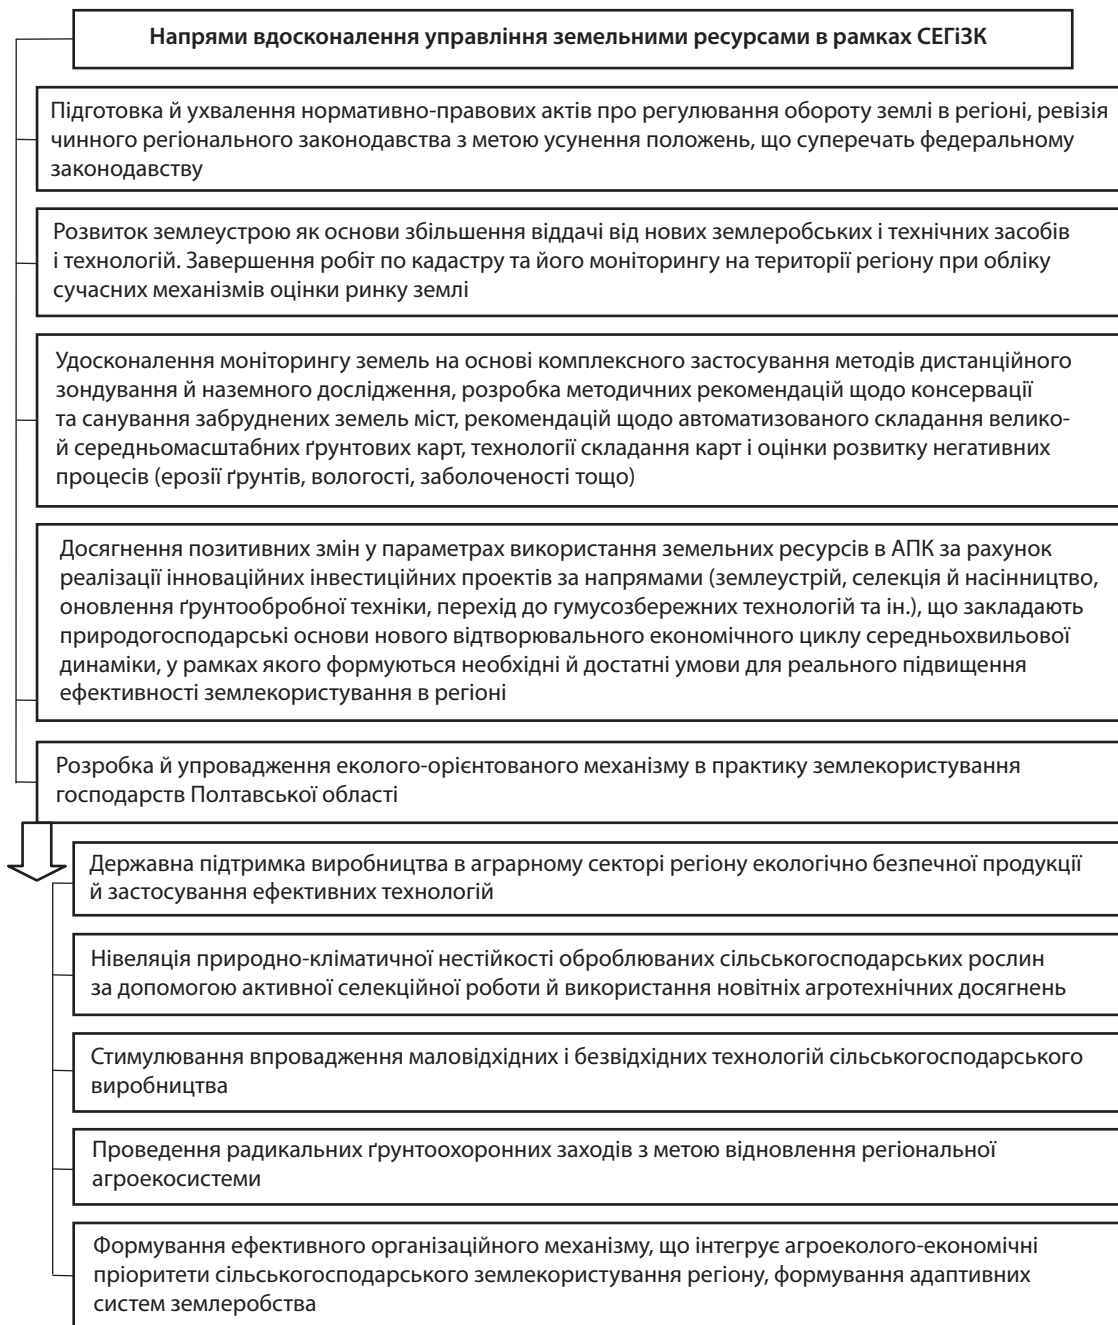 Напрями вдосконалення управління земельними ресурсами в рамках СЕГіЗК
Підготовка й ухвалення нормативно-правових актів про регулювання обороту землі в регіоні, ревізія
чинного регіонального законодавства з метою усунення положень, що суперечать федеральному
законодавству
Розвиток землеустрою як основи збільшення віддачі від нових землеробських і технічних засобів
і технологій. Завершення робіт по кадастру та його моніторингу на території регіону при обліку
сучасних механізмів оцінки ринку землі
Удосконалення моніторингу земель на основі комплексного застосування методів дистанційного
зондування й наземного дослідження, розробка методичних рекомендацій щодо консервації
та санування забруднених земель міст, рекомендацій щодо автоматизованого складання велико-
й середньомасштабних ґрунтових карт, технології складання карт і оцінки розвитку негативних
процесів (ерозії ґрунтів, вологості, заболоченості тощо)
Досягнення позитивних змін у параметрах використання земельних ресурсів в АПК за рахунок
реалізації інноваційних інвестиційних проектів за напрямами (землеустрій, селекція й насінництво,
оновлення ґрунтообробної техніки, перехід до гумусозбережних технологій та ін.), що закладають
природогосподарські основи нового відтворювального економічного циклу середньохвильової
динаміки, у рамках якого формуються необхідні й достатні умови для реального підвищення
ефективності землекористування в регіоні
Розробка й упровадження еколого-орієнтованого механізму в практику землекористування
господарств Полтавської області
Державна підтримка виробництва в аграрному секторі регіону екологічно безпечної продукції
й застосування ефективних технологій
Нівеляція природно-кліматичної нестійкості оброблюваних сільськогосподарських рослин
за допомогою активної селекційної роботи й використання новітніх агротехнічних досягнень
Стимулювання впровадження маловідхідних і безвідхідних технологій сільськогосподарського
виробництва
Проведення радикальних ґрунтоохоронних заходів з метою відновлення регіональної
агроекосистеми
Формування ефективного організаційного механізму, що інтегрує агроеколого-економічні
пріоритети сільськогосподарського землекористування регіону, формування адаптивних
систем землеробства